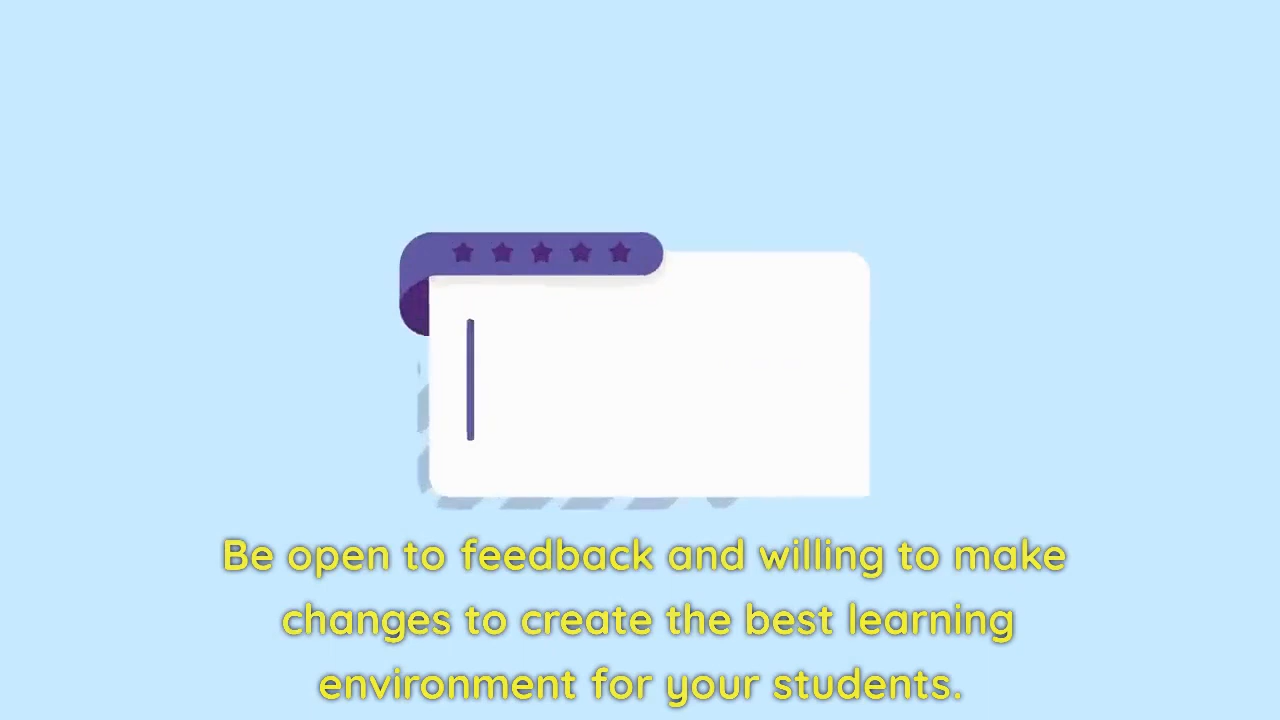 Be open to feedback and willing to make
changes to create the best learning
environment for your students.